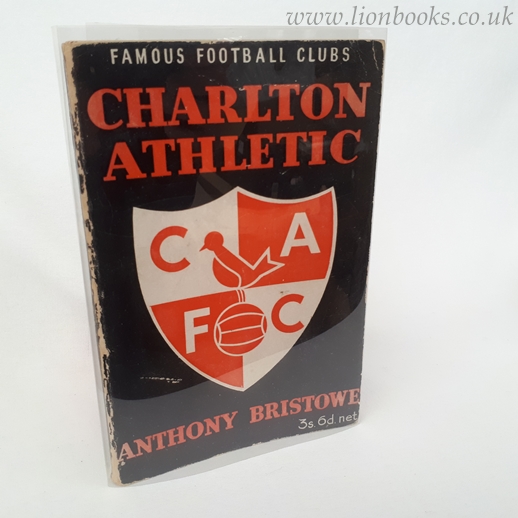 www.lionbooks.co.uk
FAMOUS FOOTBALL CLUBS
CHARLTON
ATHLETIC
C A
F C
ANTHONY BRISTOWE
3s. 6d. net